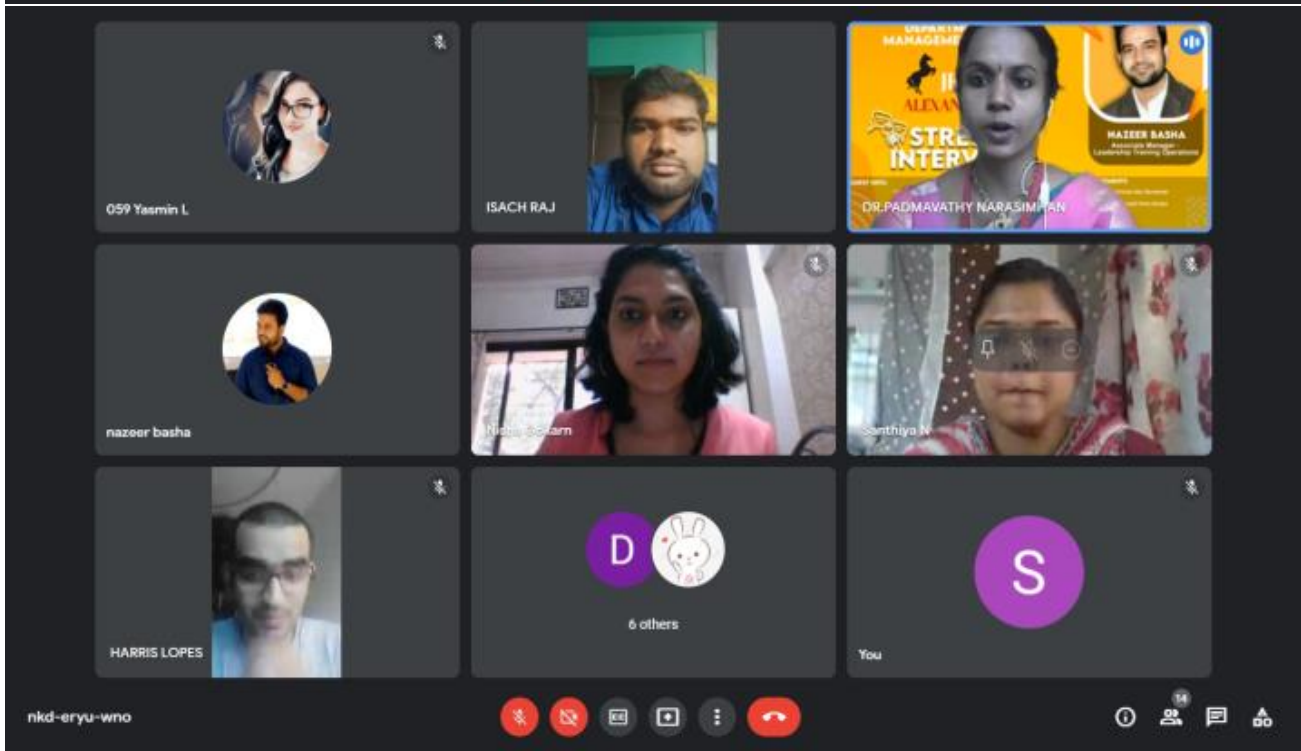 059 Yasmin L
ISACH RAJ
MANAGEME
JH
ALEXAN
STRE
INTERV
NAZEER BASHA
Associate Manager -
Leadership Training Operations
DR.PADMAVATHY NARASIMHAN
nazeer basha
Santhiya N
HARRIS LOPES
D
6 others
S
You
nkd-eryu-wno
14